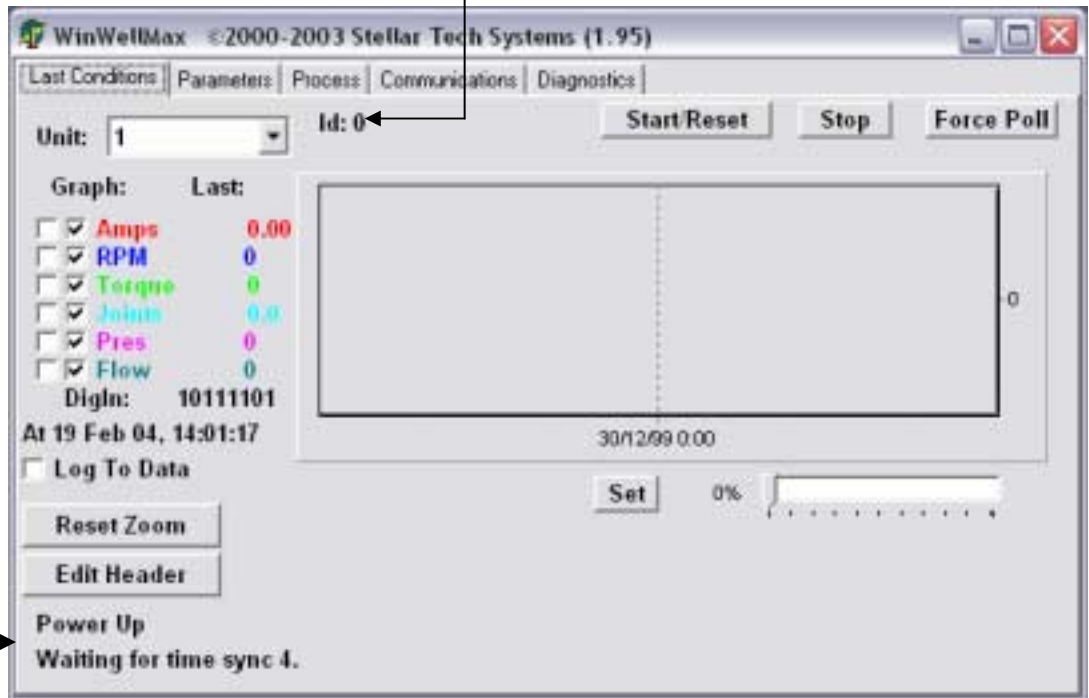 WinWellMax ©2000-2003 Stellar Tech Systems (1.95)
Last Conditions Parameters Process Communications Diagnostics
Unit: 1 Id: 0 Start/Reset Stop Force Poll
Graph: Last:
Amps 0.00
RPM 0
Torque 0
Joints 0.0
Pres 0
Flow 0
DigIn: 10111101
At 19 Feb 04, 14:01:17
Log To Data
0
30/12/99 0:00
Set 0%
Reset Zoom
Edit Header
Power Up
Waiting for time sync 4.